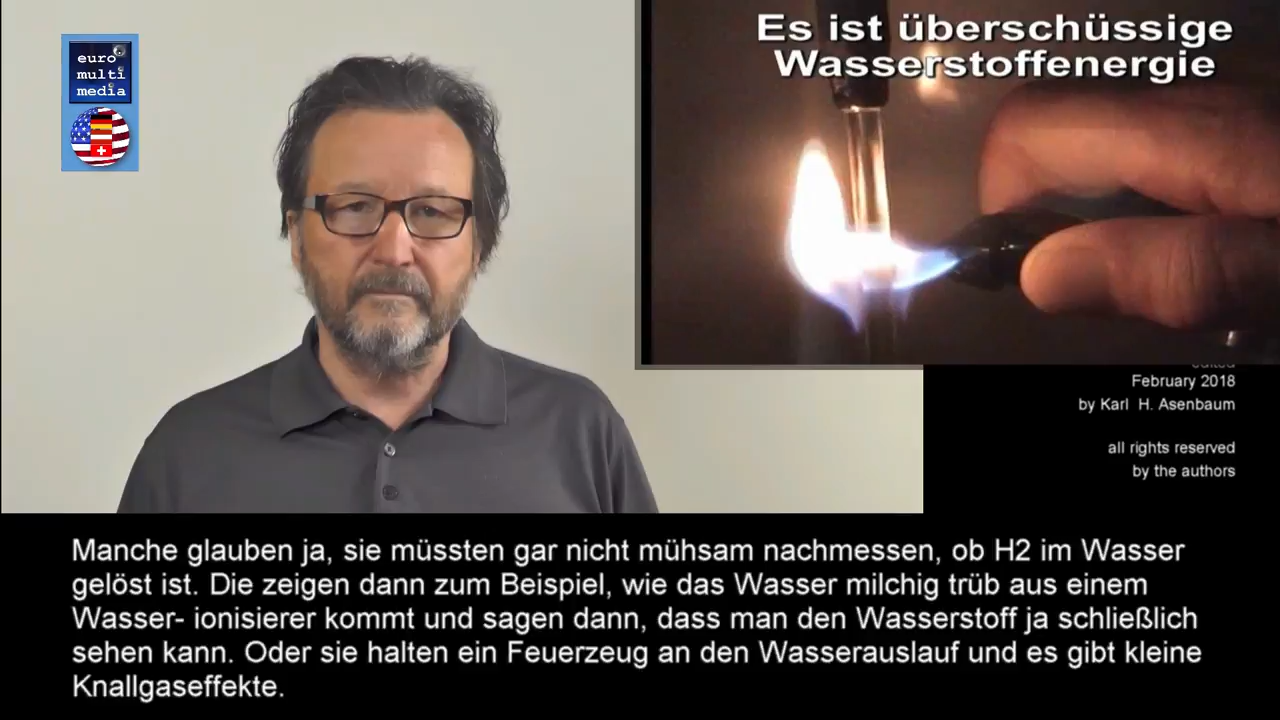 euro
multi
media
Es ist überschüssige
Wasserstoffenergie
edited
February 2018
by Karl H. Asenbaum
all rights reserved
by the authors
Manche glauben ja, sie müssten gar nicht mühsam nachmessen, ob H2 im Wasser
gelöst ist. Die zeigen dann zum Beispiel, wie das Wasser milchig trüb aus einem
Wasser- ionisierer kommt und sagen dann, dass man den Wasserstoff ja schließlich
sehen kann. Oder sie halten ein Feuerzeug an den Wasserauslauf und es gibt kleine
Knallgaseffekte.